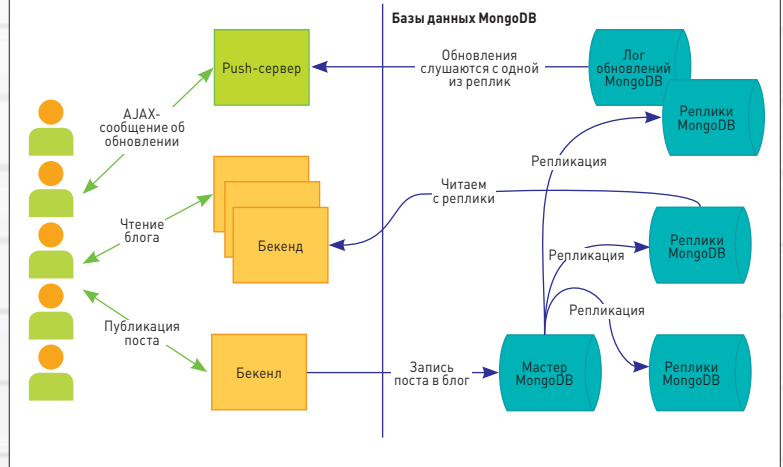 Базы данных MongoDB
Push-сервер
Обновления
слушаются с одной
из реплик
Лог
обновлений
MongoDB
Реплики
MongoDB
AJAX-
сообщение об
обновлении
Репликация
Читаем
с реплики
Чтение
блога
Бекенд
Реплики
MongoDB
Репликация
Репликация
Публикация
поста
Бекенл
Запись
поста в блог
Мастер
MongoDB
Реплики
MongoDB